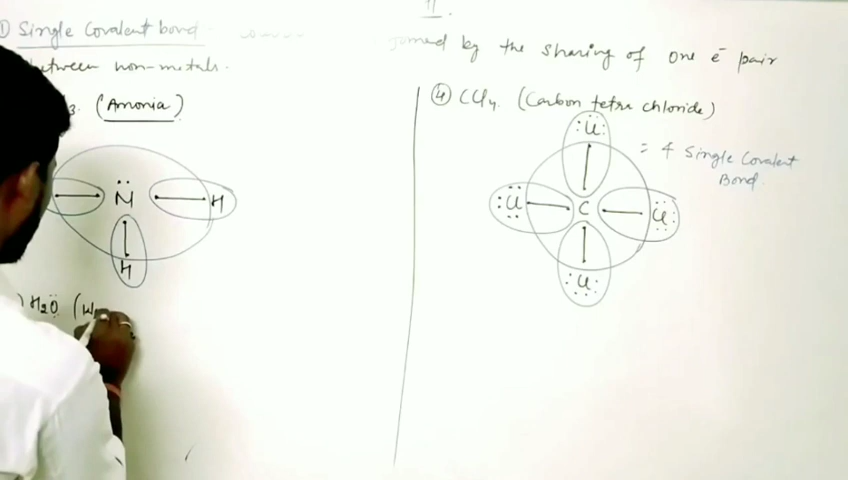 ① Single Covalent bond -
formed by the sharing of one e⁻ pair
between non-metals.
3. (Amonia)
N
H
H
H₂O (W
④ CCl₄. (Carbon tetra chloride)
Cl
Cl C Cl
Cl
= 4 Single Covalent
Bond.